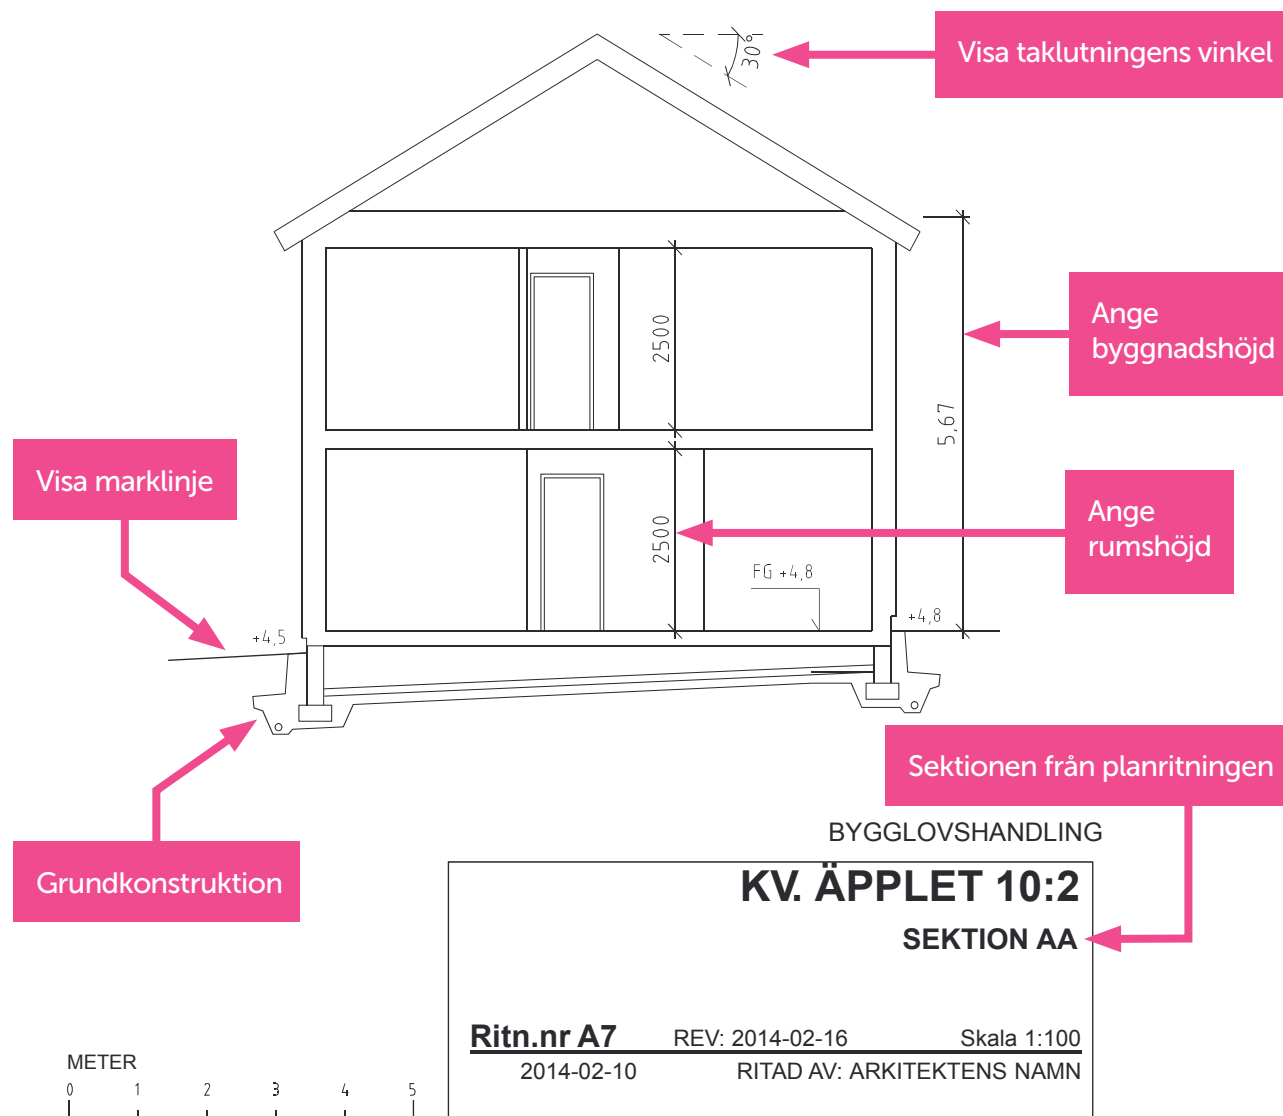 Visa taklutningens vinkel
30°
Ange
byggnadshöjd
2500
5,67
Visa marklinje
Ange
rumshöjd
2500
FG +4,8
+4,8
+4,5
Sektionen från planritningen
Grundkonstruktion
BYGGLOVSHANDLING
KV. ÄPPLET 10:2
SEKTION AA
Ritn.nr A7 REV: 2014-02-16 Skala 1:100
2014-02-10 RITAD AV: ARKITEKTENS NAMN
METER
0 1 2 3 4 5